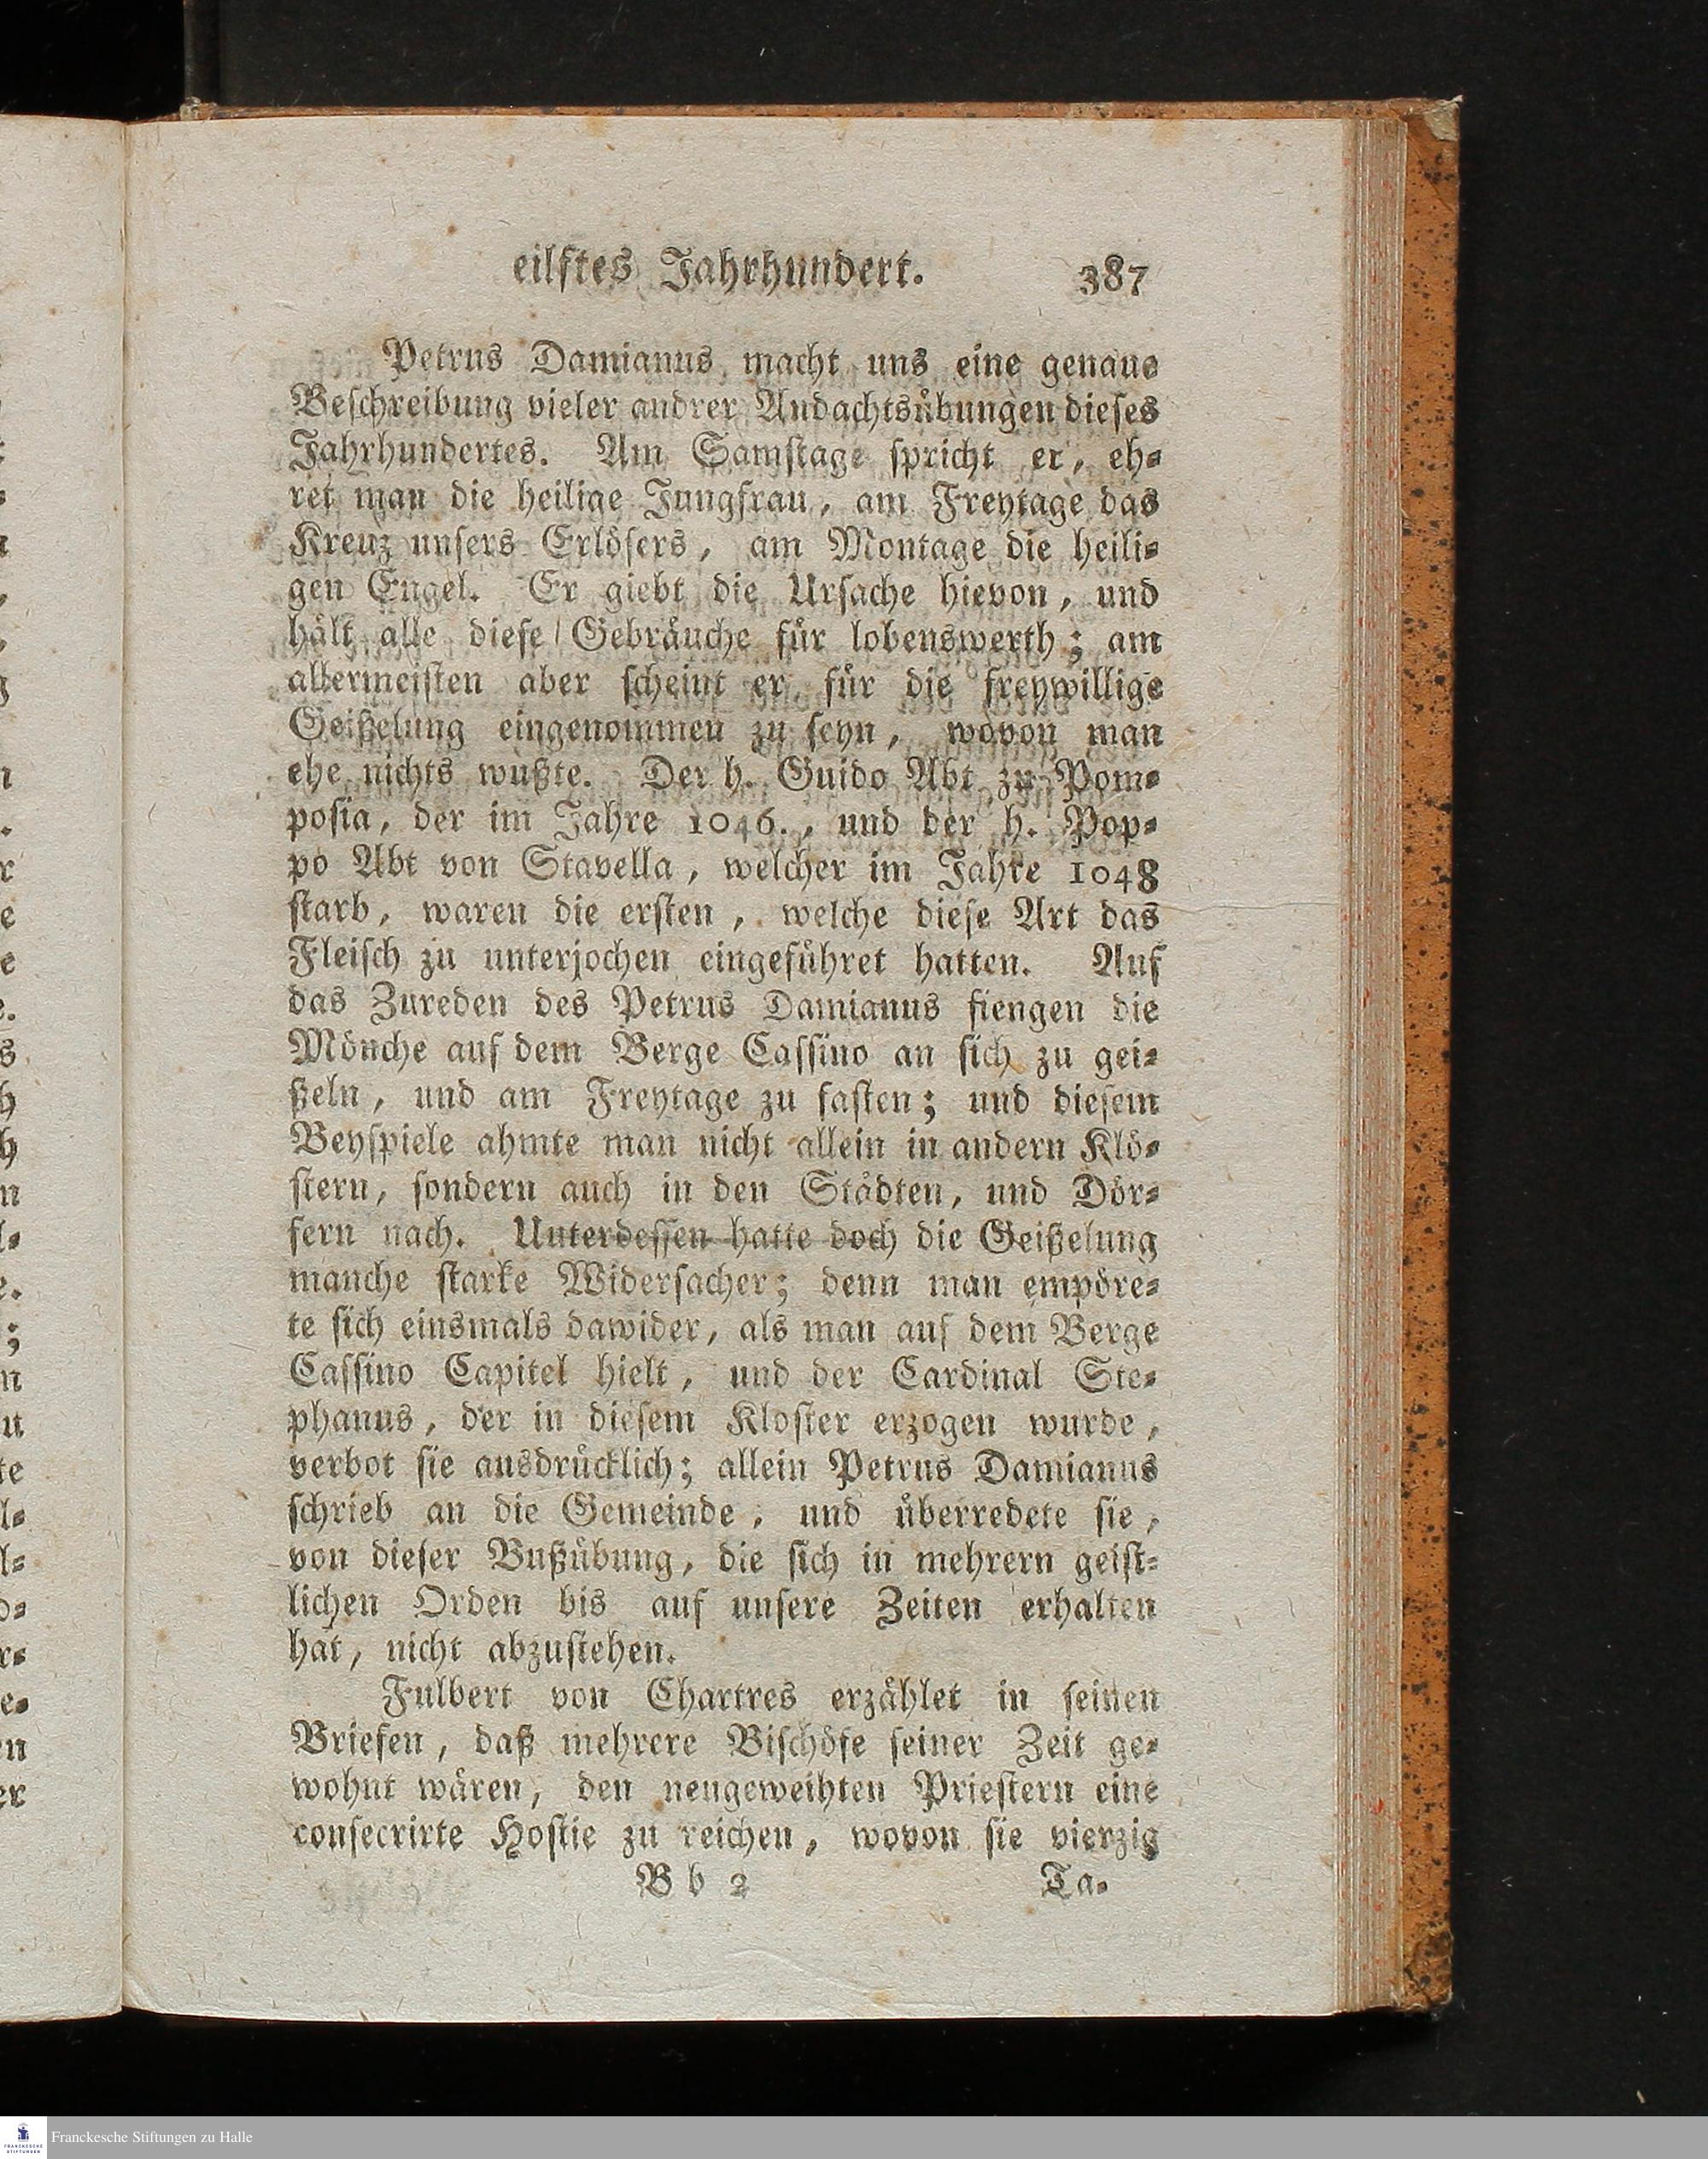 eilftes Jahrhundert. 387
Petrus Damianus macht uns eine genaue
Beschreibung vieler andrer Andachtsübungen dieses
Jahrhundertes. Am Samstage spricht er, eh-
ret man die heilige Jungfrau, am Freytage das
Kreuz unsers Erlösers, am Montage die heili-
gen Engel. Er giebt die Ursache hievon, und
hält alle diese Gebräuche für lobenswerth; am
allermeisten aber scheint er für die freywillige
Geißelung eingenommen zu seyn, wovon man
ehe nichts wußte. Der h. Guido Abt zu Pom-
posia, der im Jahre 1046., und der h. Pop-
po Abt von Stavella, welcher im Jahre 1048
starb, waren die ersten, welche diese Art das
Fleisch zu unterjochen eingeführet hatten. Auf
das Zureden des Petrus Damianus fiengen die
Mönche auf dem Berge Cassino an sich zu gei-
ßeln, und am Freytage zu fasten; und diesem
Beyspiele ahmte man nicht allein in andern Klö-
stern, sondern auch in den Städten, und Dör-
fern nach. Unterdessen hatte doch die Geißelung
manche starke Widersacher; denn man empöre-
te sich einsmals dawider, als man auf dem Berge
Cassino Capitel hielt, und der Cardinal Ste-
phanus, der in diesem Kloster erzogen wurde,
verbot sie ausdrücklich; allein Petrus Damianus
schrieb an die Gemeinde, und überredete sie,
von dieser Bußübung, die sich in mehrern geist-
lichen Orden bis auf unsere Zeiten erhalten
hat, nicht abzustehen.
Fulbert von Chartres erzählet in seinen
Briefen, daß mehrere Bischöfe seiner Zeit ge-
wohnt wären, den neugeweihten Priestern eine
consecrirte Hostie zu reichen, wovon sie vierzig
B b 2 Ta-
Franckesche Stiftungen zu Halle